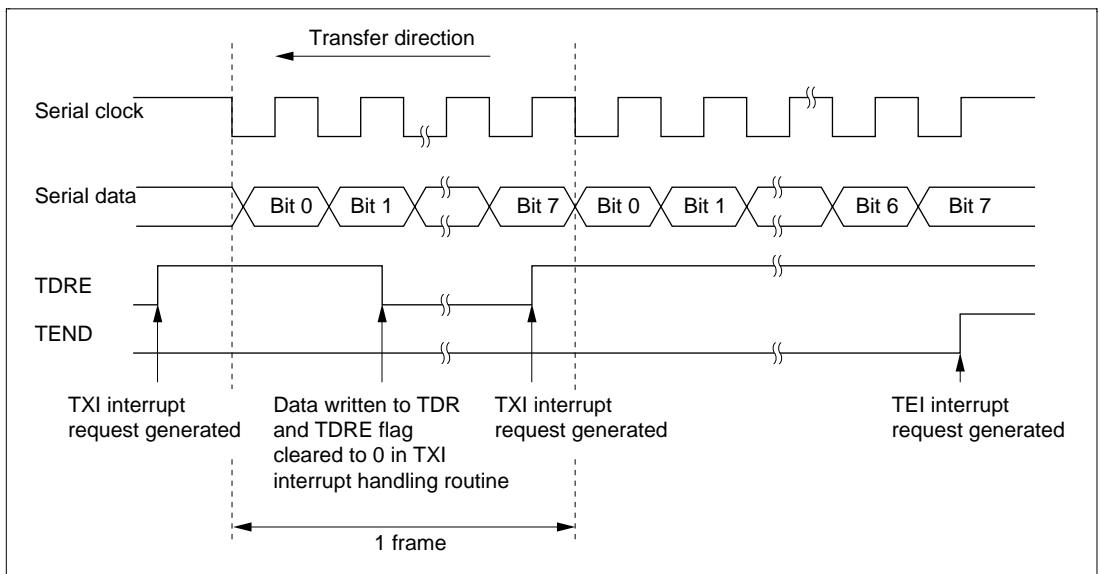 Transfer direction
Serial clock
Serial data
Bit 0
Bit 1
Bit 7
Bit 0
Bit 1
Bit 6
Bit 7
TDRE
TEND
TXI interrupt
request generated
Data written to TDR
and TDRE flag
cleared to 0 in TXI
interrupt handling routine
TXI interrupt
request generated
TEI interrupt
request generated
1 frame